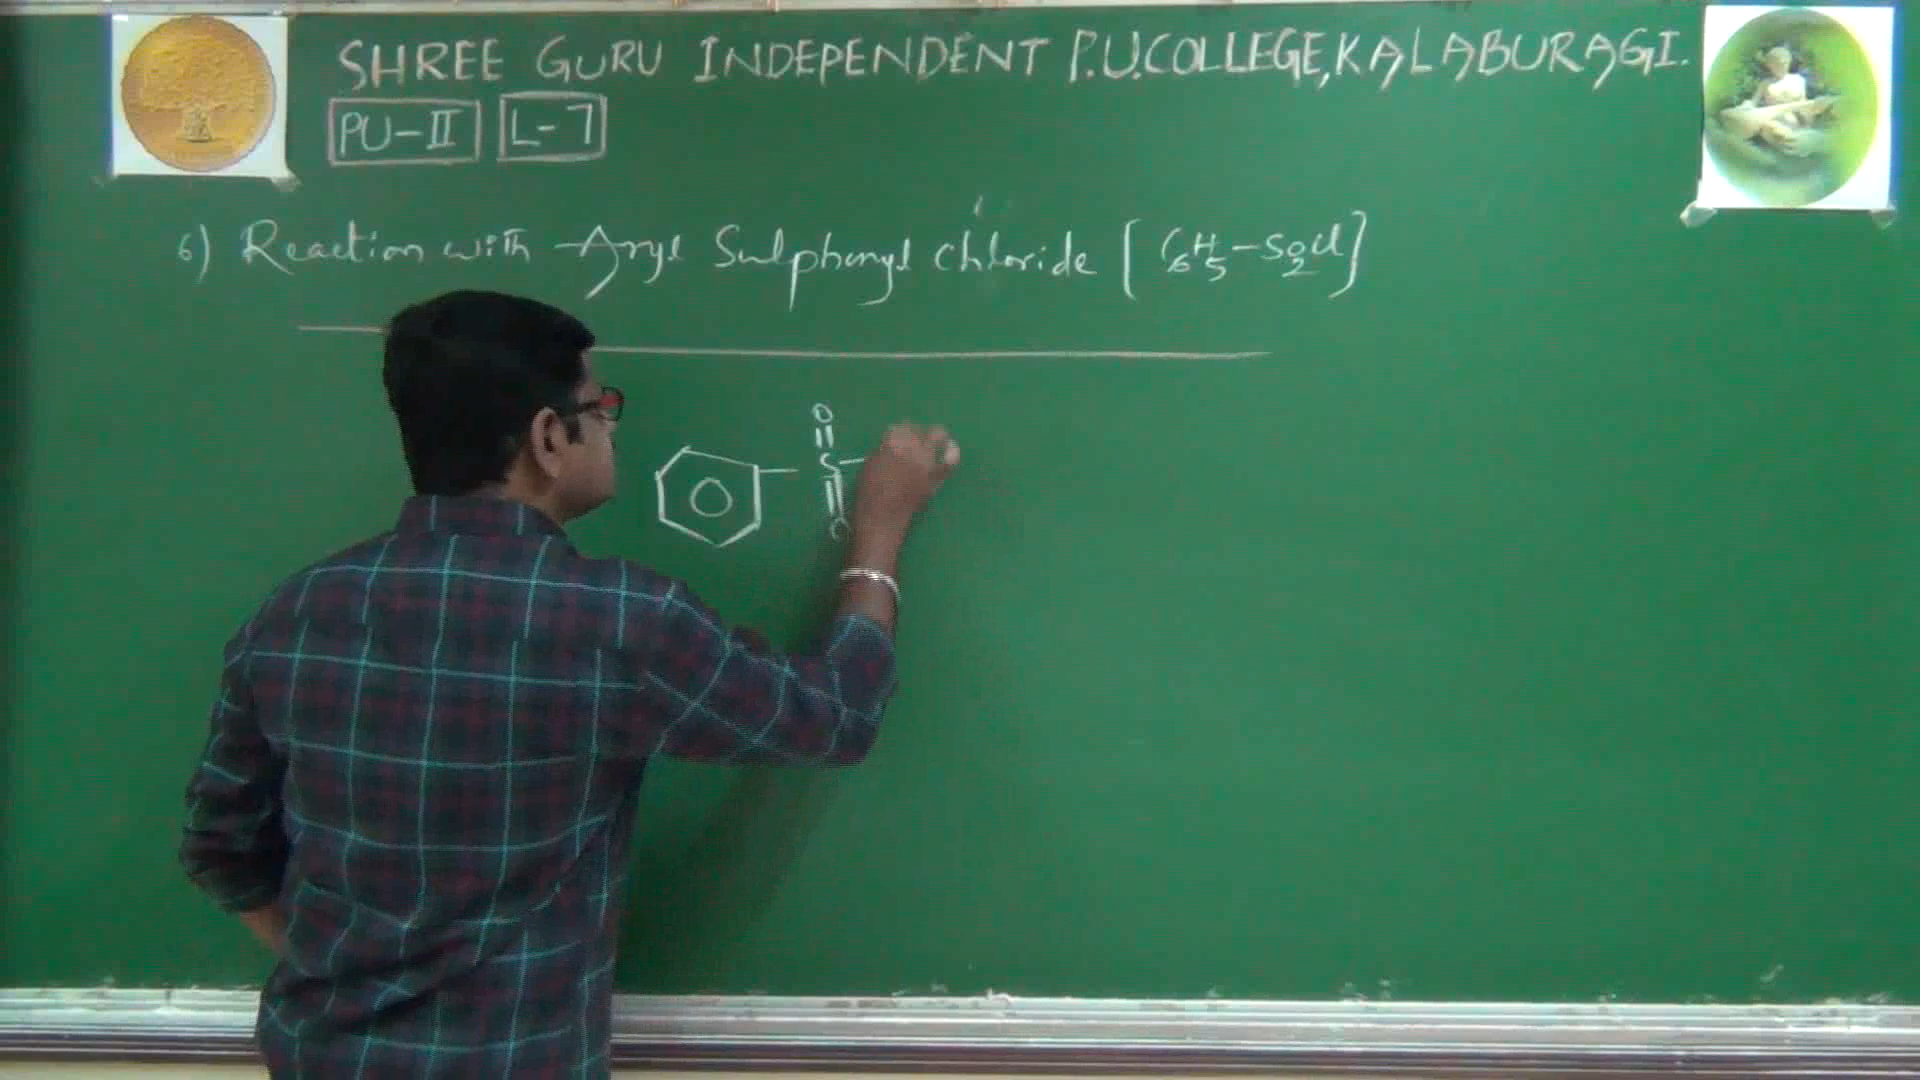 SHREE GURU INDEPENDENT P.U.COLLEGE,KALABURAGI.
PU-II L-7
6) Reaction with Aryl Sulphonyl chloride [C6H5-SO2Cl]
O
S
O